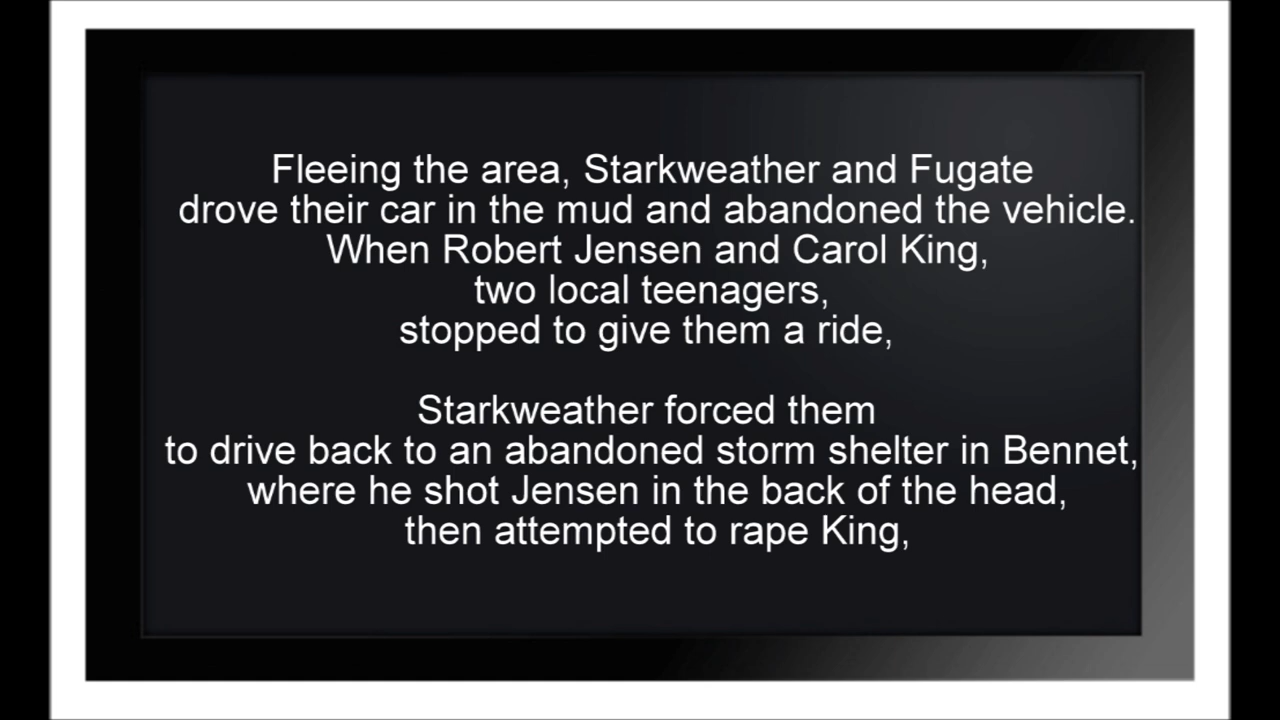 Fleeing the area, Starkweather and Fugate
drove their car in the mud and abandoned the vehicle.
When Robert Jensen and Carol King,
two local teenagers,
stopped to give them a ride,
Starkweather forced them
to drive back to an abandoned storm shelter in Bennet,
where he shot Jensen in the back of the head,
then attempted to rape King,